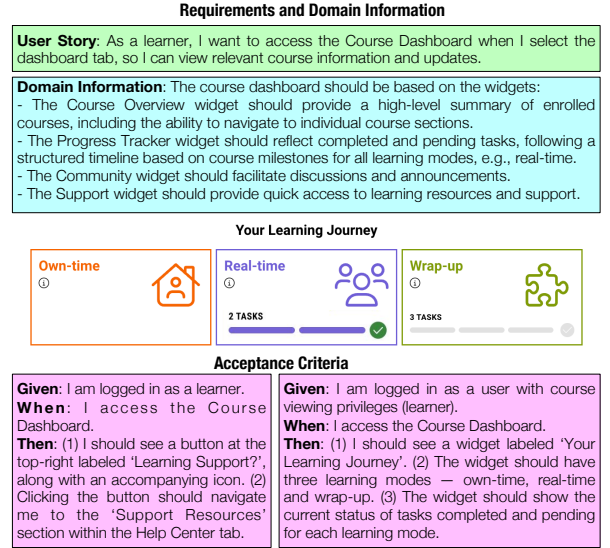 Requirements and Domain Information
User Story: As a learner, I want to access the Course Dashboard when I select the
dashboard tab, so I can view relevant course information and updates.
Domain Information: The course dashboard should be based on the widgets:
- The Course Overview widget should provide a high-level summary of enrolled
courses, including the ability to navigate to individual course sections.
- The Progress Tracker widget should reflect completed and pending tasks, following a
structured timeline based on course milestones for all learning modes, e.g., real-time.
- The Community widget should facilitate discussions and announcements.
- The Support widget should provide quick access to learning resources and support.
Your Learning Journey
Own-time
Real-time
2 TASKS
Wrap-up
3 TASKS
Acceptance Criteria
Given: I am logged in as a learner.
When: I access the Course
Dashboard.
Then: (1) I should see a button at the
top-right labeled ‘Learning Support?’,
along with an accompanying icon. (2)
Clicking the button should navigate
me to the ‘Support Resources’
section within the Help Center tab.
Given: I am logged in as a user with course
viewing privileges (learner).
When: I access the Course Dashboard.
Then: (1) I should see a widget labeled ‘Your
Learning Journey’. (2) The widget should have
three learning modes — own-time, real-time
and wrap-up. (3) The widget should show the
current status of tasks completed and pending
for each learning mode.